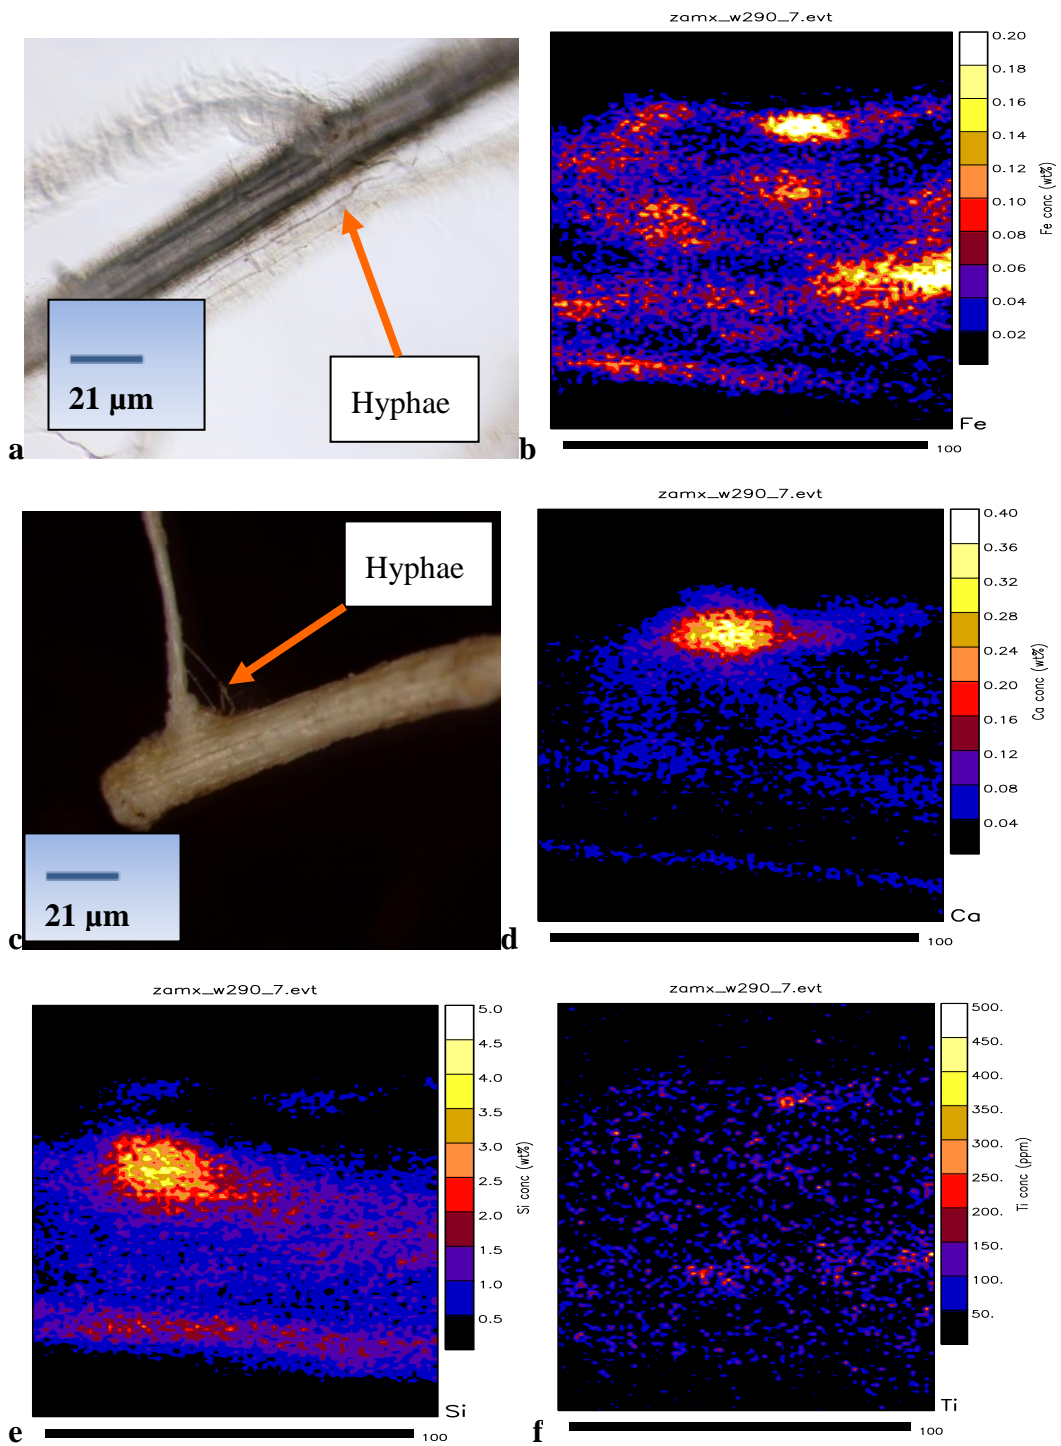 zamx_w290_7.evt
21 µm
Hyphae
a
0.20
0.18
0.16
0.14
0.12
0.10
0.08
0.06
0.04
0.02
Fe conc (wt%)
Fe
100
b
Hyphae
21 µm
c
zamx_w290_7.evt
0.40
0.36
0.32
0.28
0.24
0.20
0.16
0.12
0.08
0.04
Ca conc (wt%)
Ca
100
d
zamx_w290_7.evt
5.0
4.5
4.0
3.5
3.0
2.5
2.0
1.5
1.0
0.5
Si conc (wt%)
Si
100
e
zamx_w290_7.evt
500.
450.
400.
350.
300.
250.
200.
150.
100.
50.
Ti conc (ppm)
Ti
100
f